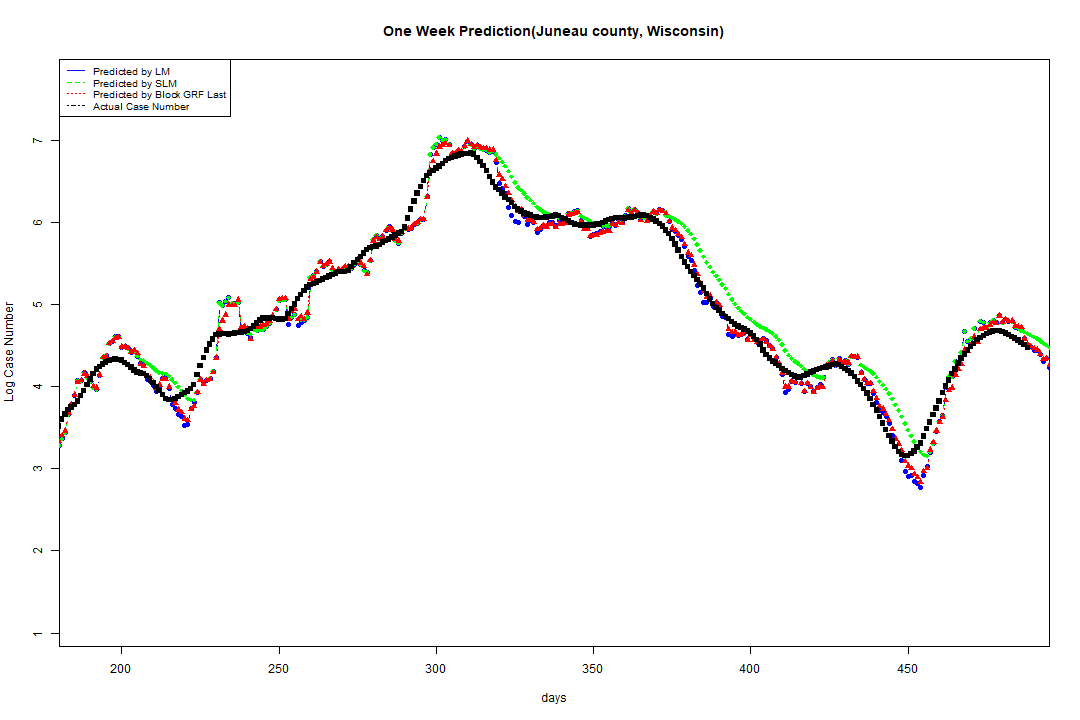 One Week Prediction(Juneau county, Wisconsin)
Predicted by LM
Predicted by SLM
Predicted by Block GRF Last
Actual Case Number
7
6
5
4
3
2
1
Log Case Number
200 250 300 350 400 450
days